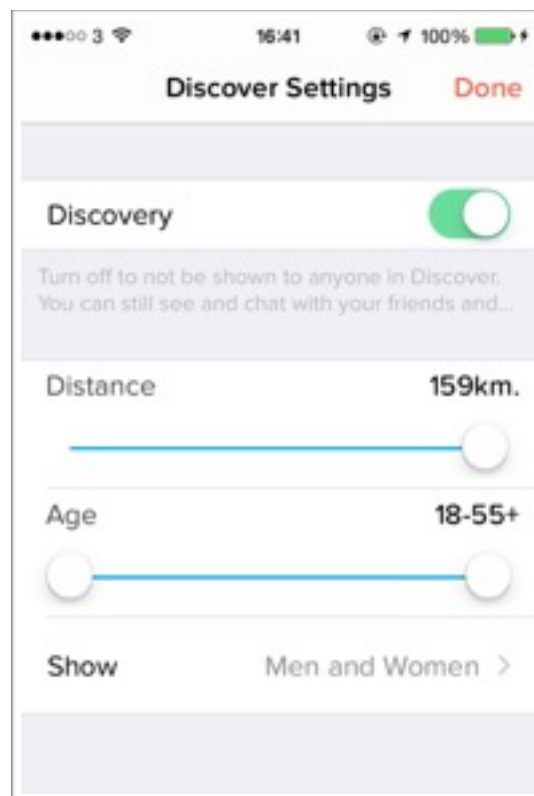 3 16:41 100%
Discover Settings Done
Discovery
Turn off to not be shown to anyone in Discover.
You can still see and chat with your friends and...
Distance 159km.
Age 18-55+
Show Men and Women >